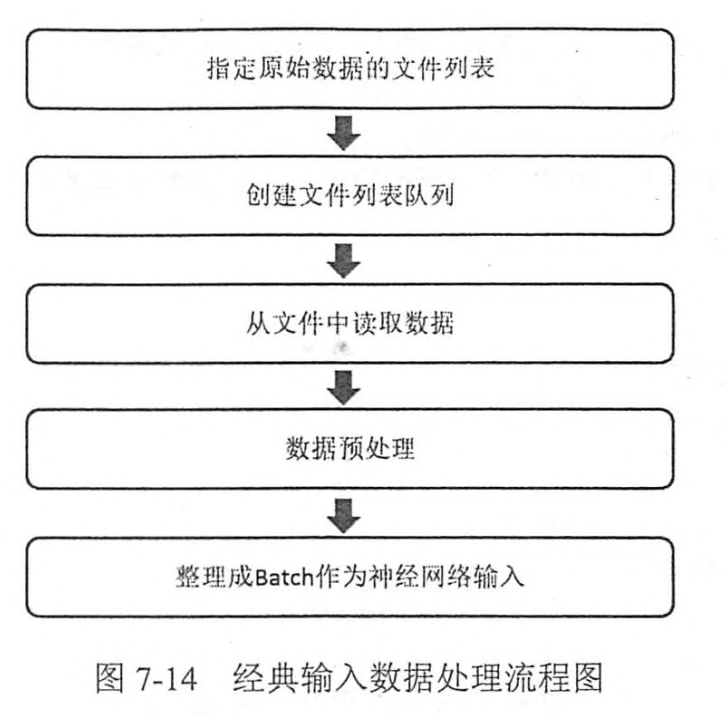 指定原始数据的文件列表
创建文件列表队列
从文件中读取数据
数据预处理
整理成Batch作为神经网络输入
图 7-14 经典输入数据处理流程图